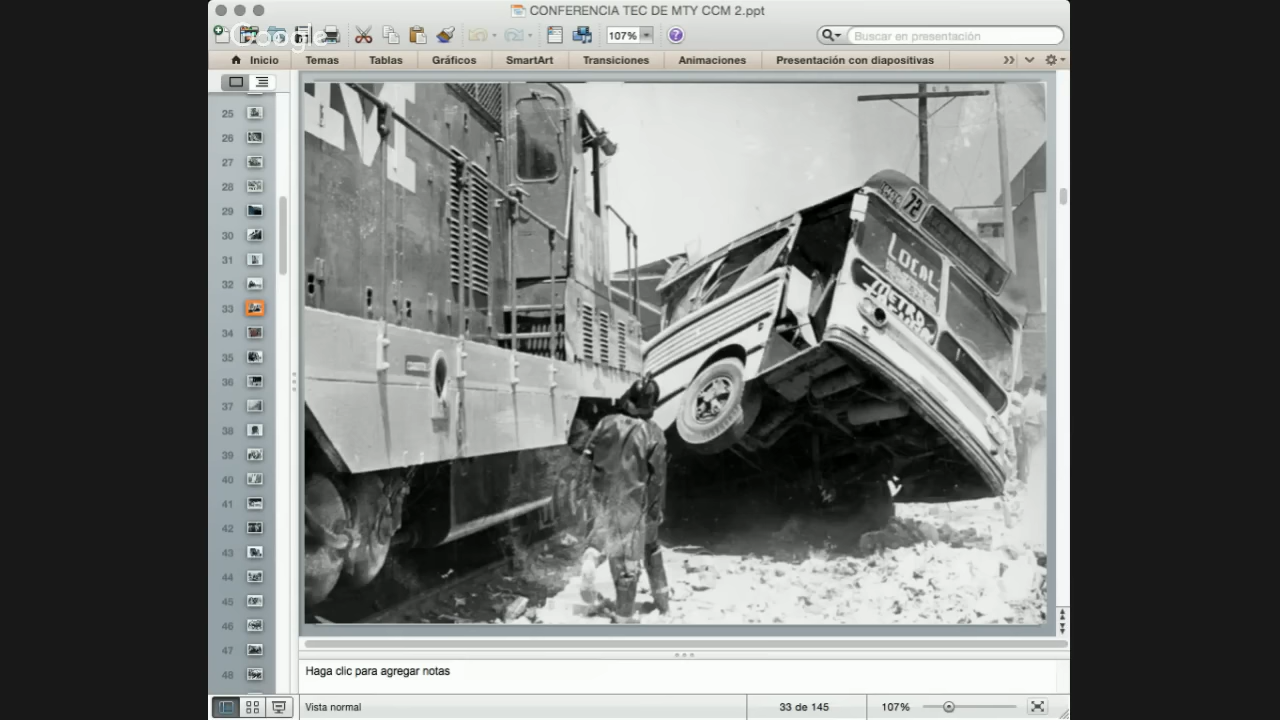 CONFERENCIA TEC DE MTY CCM 2.ppt
Google
107%
Buscar en presentación
Inicio
Temas
Tablas
Gráficos
SmartArt
Transiciones
Animaciones
Presentación con diapositivas
25
26
27
28
29
30
31
32
33
34
35
36
37
38
39
40
41
42
43
44
45
46
47
48
72
LOCAL
METRO
Haga clic para agregar notas
Vista normal
33 de 145
107%